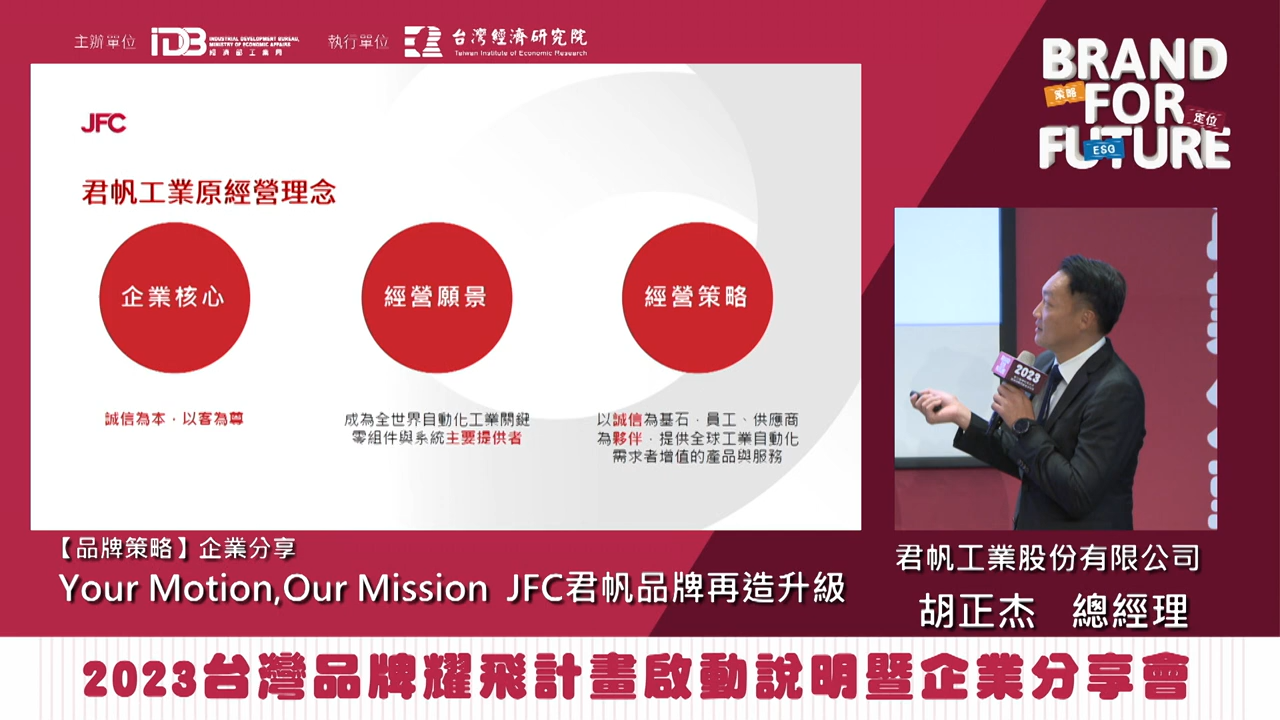 主辦單位
IDB
INDUSTRIAL DEVELOPMENT BUREAU,
MINISTRY OF ECONOMIC AFFAIRS
經濟部工業局
執行單位
台灣經濟研究院
Taiwan Institute of Economic Research
BRAND
FOR
FUTURE
策略
定位
ESG
JFC
君帆工業原經營理念
企業核心
經營願景
經營策略
誠信為本，以客為尊
成為全世界自動化工業關鍵
零組件與系統主要提供者
以誠信為基石，員工、供應商
為夥伴，提供全球工業自動化
需求者增值的產品與服務
2023
【品牌策略】企業分享
Your Motion,Our Mission JFC君帆品牌再造升級
君帆工業股份有限公司
胡正杰 總經理
2023台灣品牌耀飛計畫啟動說明暨企業分享會